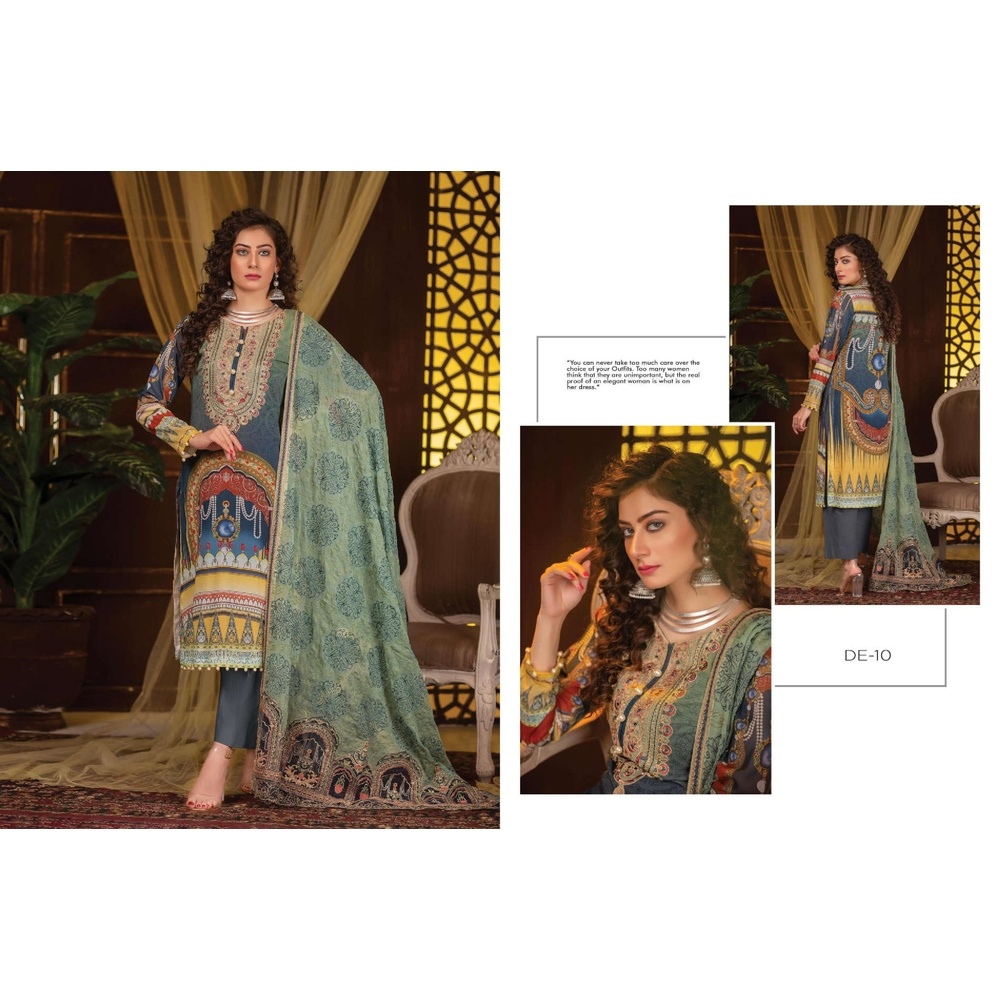 "You can never take too much care over the
choice of your Outfits. Too many women
think that they are unimportant, but the real
proof of an elegant woman is what is on
her dress."
DE-10